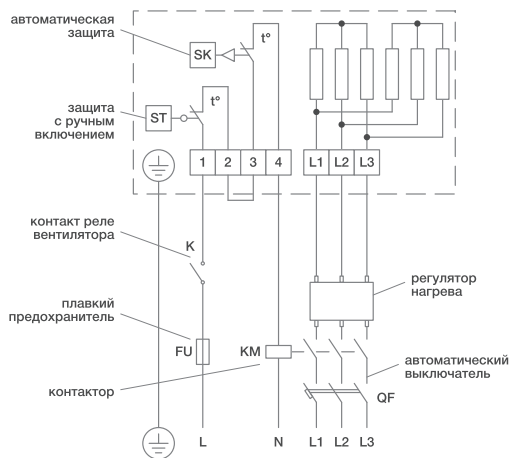 автоматическая
защита
SK
t°
защита
с ручным
включением
ST
t°
1 2 3 4 L1 L2 L3
контакт реле
вентилятора
K
регулятор
нагрева
плавкий
предохранитель
FU
KM
автоматический
выключатель
контактор
QF
L N L1 L2 L3